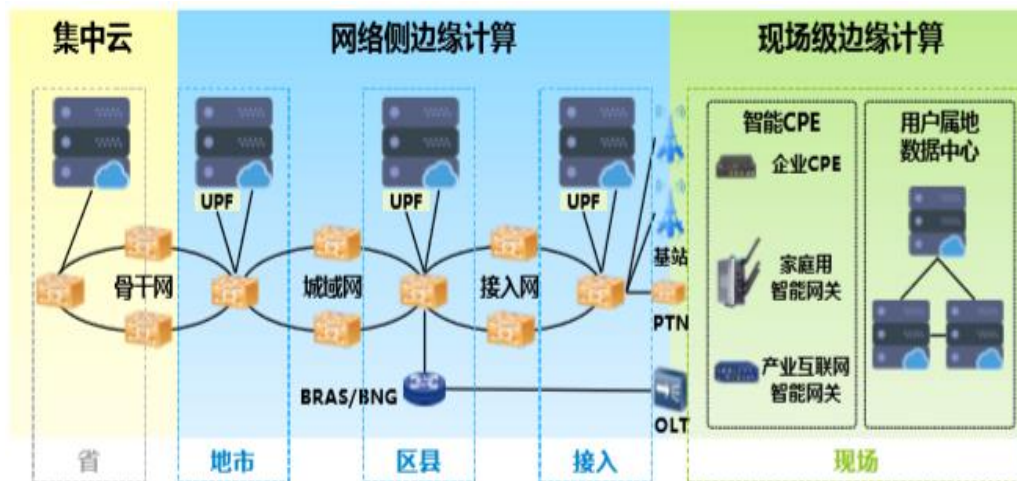 集中云
网络侧边缘计算
现场级边缘计算
智能CPE
企业CPE
家庭用
智能网关
产业互联网
智能网关
用户属地
数据中心
UPF
UPF
UPF
基站
骨干网
城域网
接入网
PTN
BRAS/BNG
OLT
省
地市
区县
接入
现场